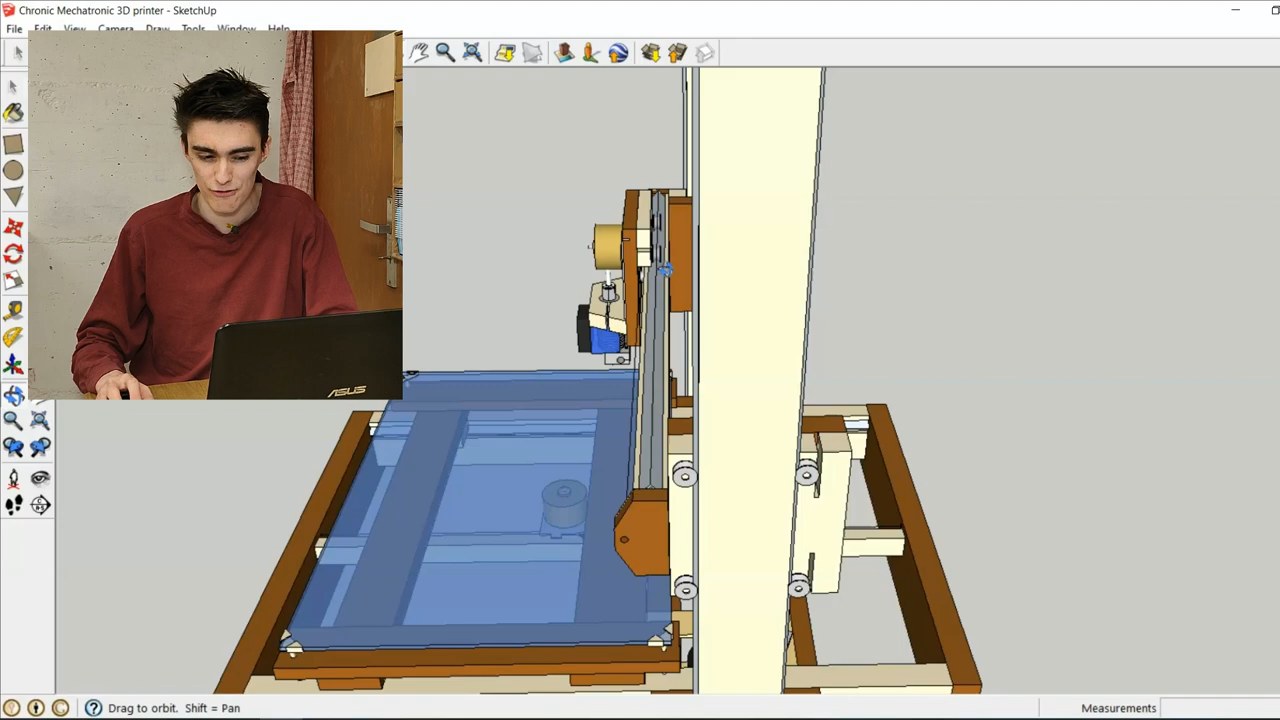 Chronic Mechatronic 3D printer - SketchUp
File Edit View Camera Draw Tools Window Help
ASUS
Drag to orbit. Shift = Pan
Measurements